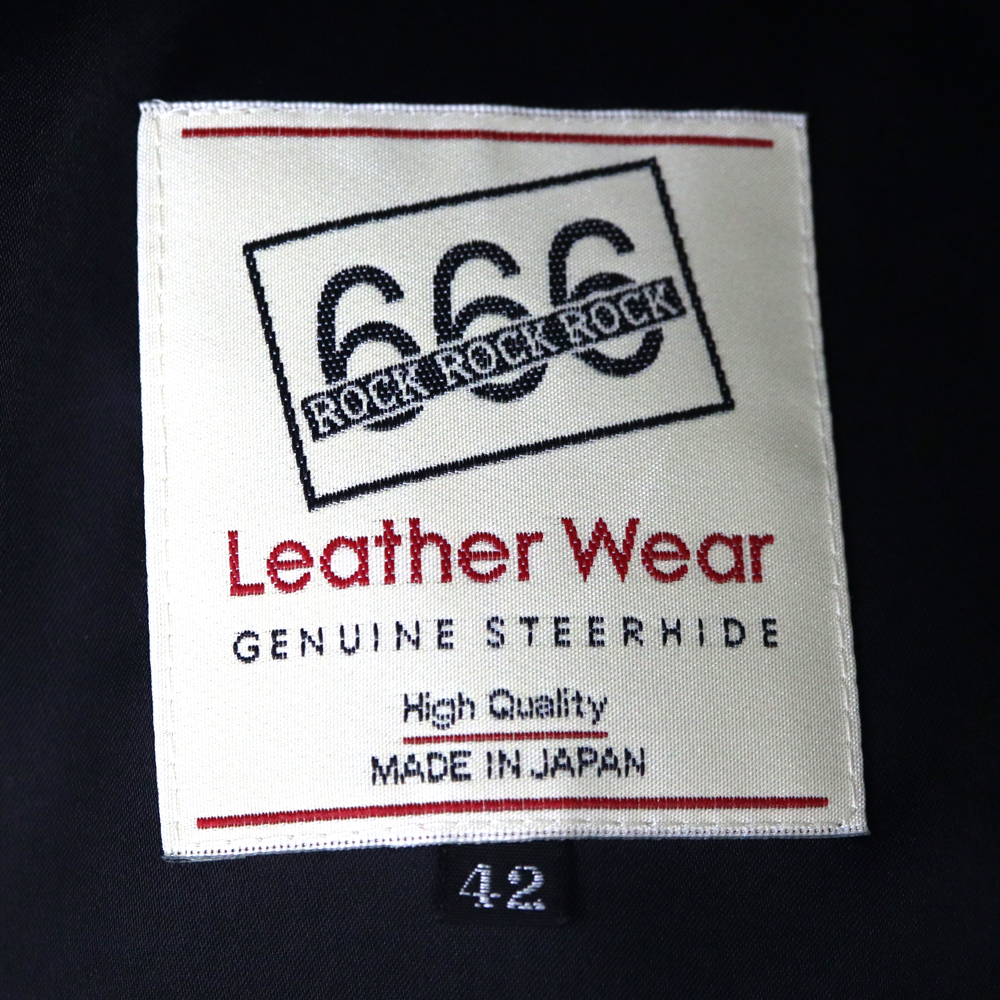 666
ROCK ROCK ROCK
Leather Wear
GENUINE STEERHIDE
High Quality
MADE IN JAPAN
42